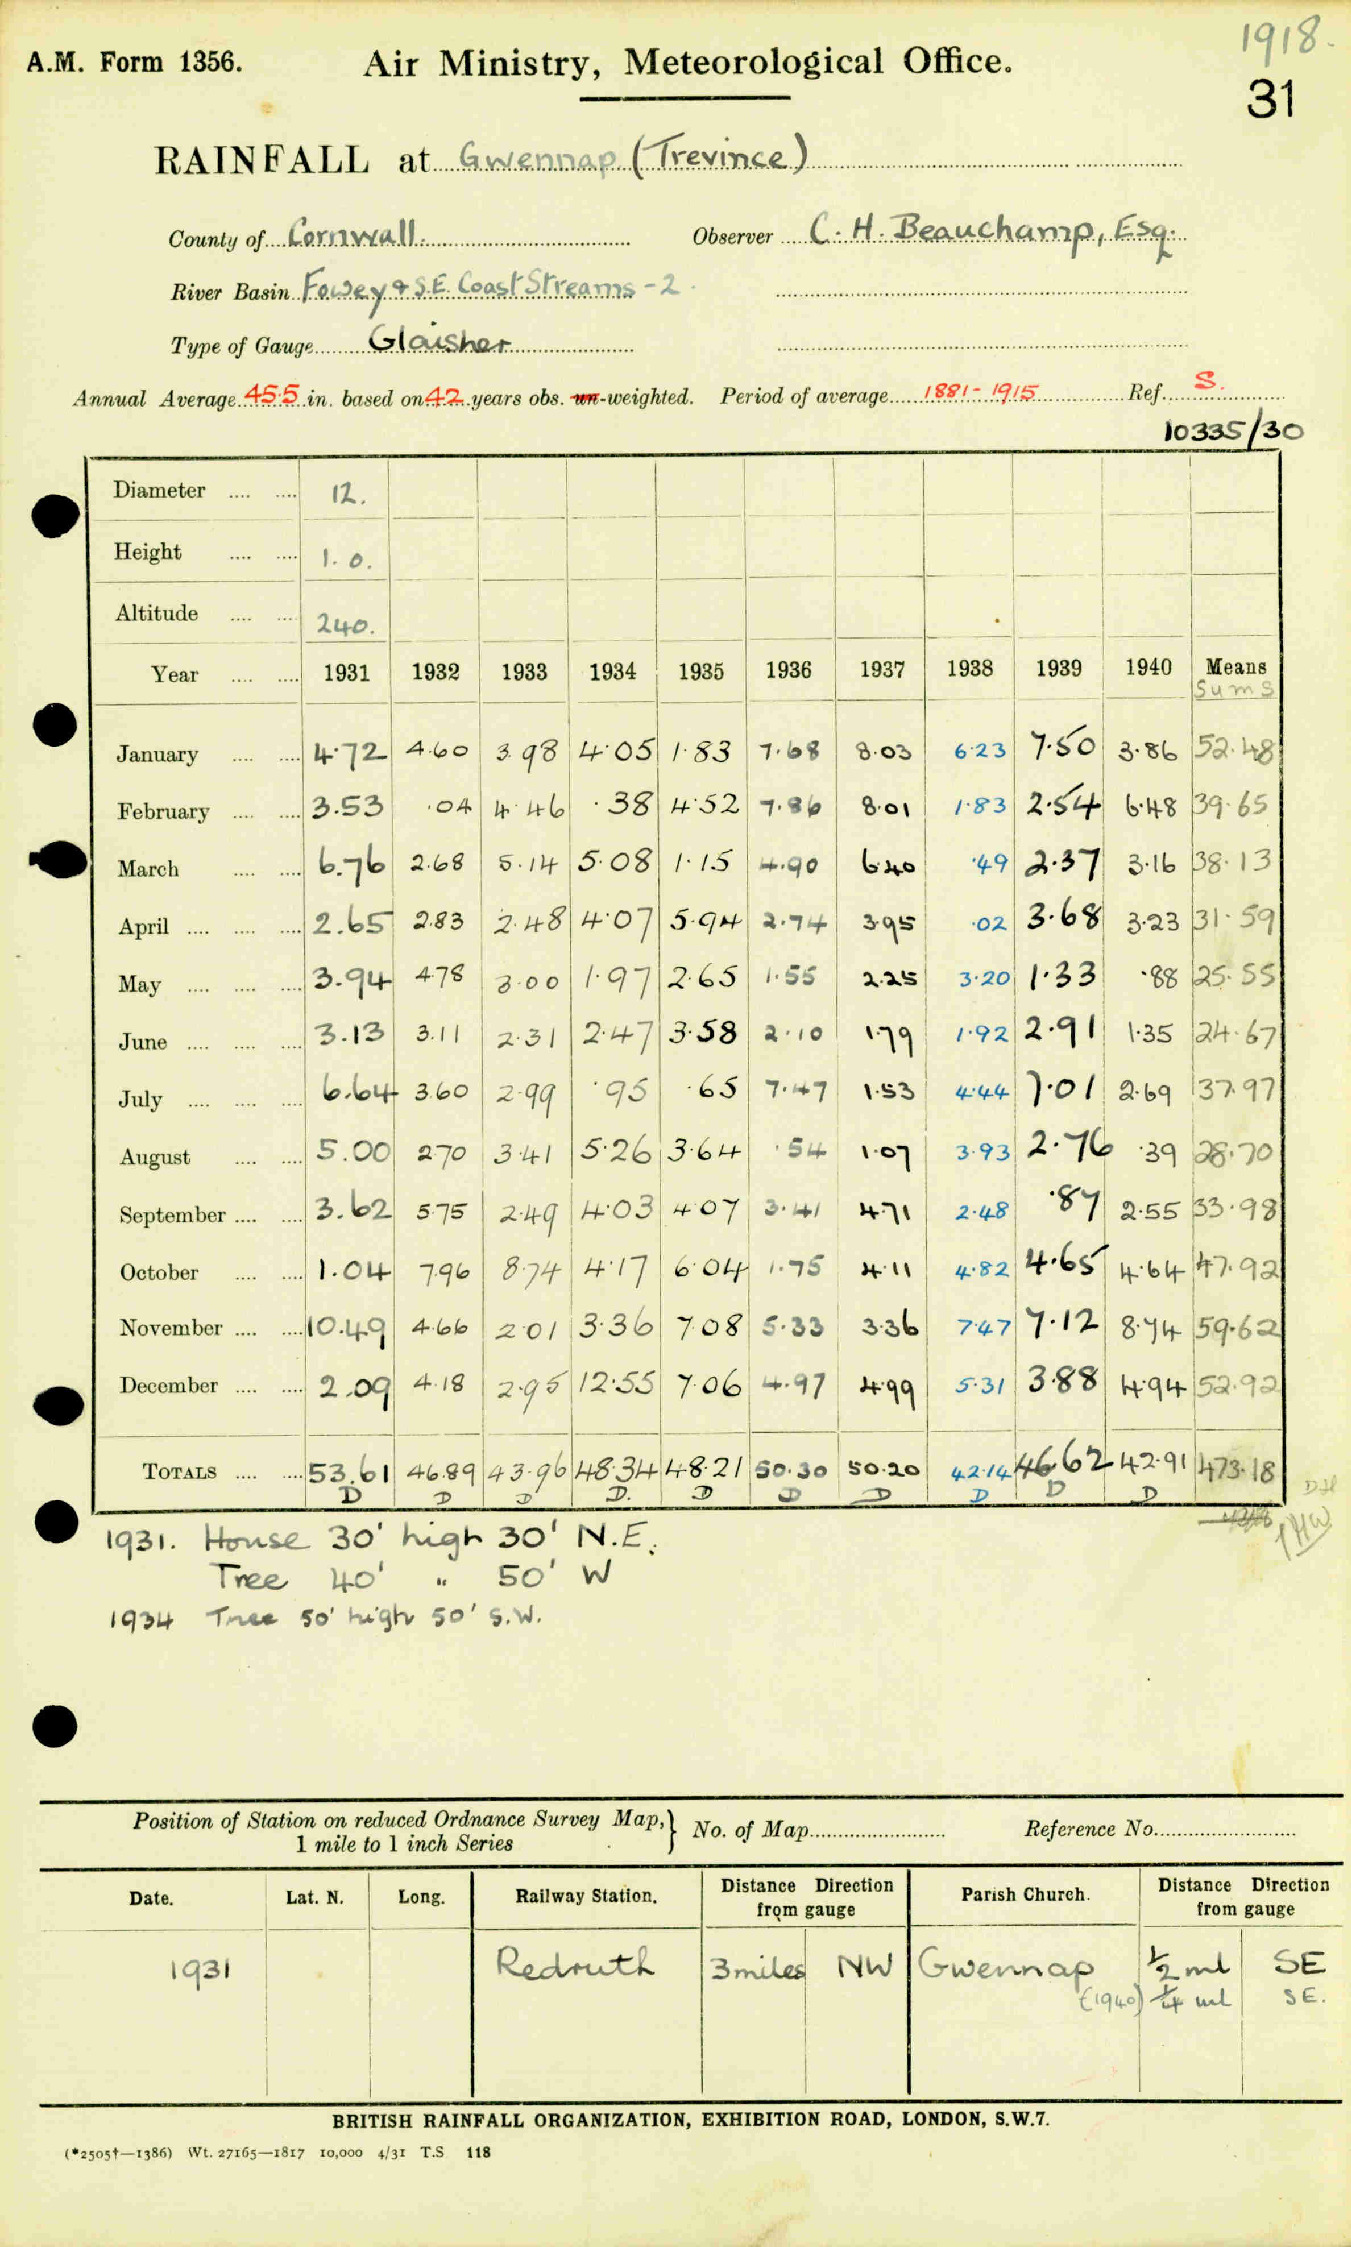 1918.
A.M. Form 1356. Air Ministry, Meteorological Office.
31
RAINFALL at Gwennap (Trevince)
County of Cornwall. Observer C. H. Beauchamp, Esq.
River Basin Fowey & S.E. Coast Streams - 2.
Type of Gauge Glaisher
Annual Average 45.5 in. based on 42 years obs. un-weighted. Period of average 1881 - 1915 Ref. S.
10335/30
Diameter 12.
Height 1. 0.
Altitude 240.
Year 1931 1932 1933 1934 1935 1936 1937 1938 1939 1940 Means
Sums
January 4.72 4.60 3.98 4.05 1.83 7.68 8.03 6.23 7.50 3.86 52.48
February 3.53 .04 4.46 .38 4.52 7.86 8.01 1.83 2.54 6.48 39.65
March 6.76 2.68 5.14 5.08 1.15 4.90 6.40 .49 2.37 3.16 38.13
April 2.65 2.83 2.48 4.07 5.94 2.74 3.95 .02 3.68 3.23 31.59
May 3.94 4.78 3.00 1.97 2.65 1.55 2.25 3.20 1.33 .88 25.55
June 3.13 3.11 2.31 2.47 3.58 2.10 1.79 1.92 2.91 1.35 24.67
July 6.64 3.60 2.99 .95 .65 7.47 1.53 4.44 7.01 2.69 37.97
August 5.00 2.70 3.41 5.26 3.64 .54 1.07 3.93 2.76 .39 28.70
September 3.62 5.75 2.49 4.03 4.07 3.41 4.71 2.48 .87 2.55 33.98
October 1.04 7.96 8.74 4.17 6.04 1.75 4.11 4.82 4.65 4.64 47.92
November 10.49 4.66 2.01 3.36 7.08 5.33 3.36 7.47 7.12 8.74 59.62
December 2.09 4.18 2.95 12.55 7.06 4.97 4.99 5.31 3.88 4.94 52.92
TOTALS 53.61 46.89 43.96 48.34 48.21 50.30 50.20 42.14 46.62 42.91 473.18
D D D D. D D D D D D
1931. House 30' high 30' N.E.
Tree 40' " 50' W
1934 Tree 50' high 50' S.W.
Position of Station on reduced Ordnance Survey Map, } No. of Map Reference No.
1 mile to 1 inch Series
Date. Lat. N. Long. Railway Station. Distance Direction from gauge Parish Church. Distance Direction from gauge
1931 Redruth 3 miles NW Gwennap ½ ml SE
(1940) ¼ ml SE.
BRITISH RAINFALL ORGANIZATION, EXHIBITION ROAD, LONDON, S.W.7.
(*2505†—1386) Wt. 27165—1817 10,000 4/31 T.S 118